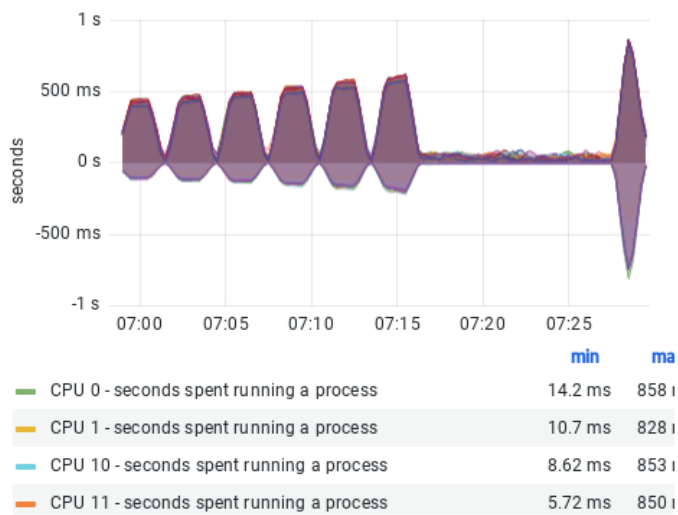 1 s
500 ms
0 s
-500 ms
-1 s
seconds
07:00 07:05 07:10 07:15 07:20 07:25
min
CPU 0 - seconds spent running a process 14.2 ms 858
CPU 1 - seconds spent running a process 10.7 ms 828
CPU 10 - seconds spent running a process 8.62 ms 853
CPU 11 - seconds spent running a process 5.72 ms 850